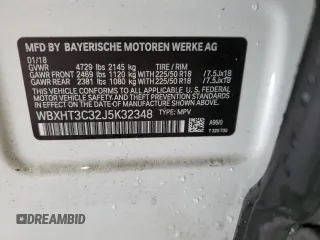 MFD BY BAYERISCHE MOTOREN WERKE AG
01/18
GVWR 4729 lbs 2145 kg TIRE / RIM
GAWR FRONT 2469 lbs 1120 kg WITH 225/50 R18 /7.5Jx18
GAWR REAR 2381 lbs 1080 kg WITH 225/50 R18 /7.5Jx18
THIS VEHICLE CONFORMS TO ALL APPLICABLE U.S. FEDERAL
MOTOR VEHICLE SAFETY, BUMPER, AND THEFT PREVENTION
STANDARDS IN EFFECT ON THE DATE OF MANUFACTURE SHOWN ABOVE.
WBXHT3C32J5K32348 TYPE: MPV
A96/0
© DREAMBID